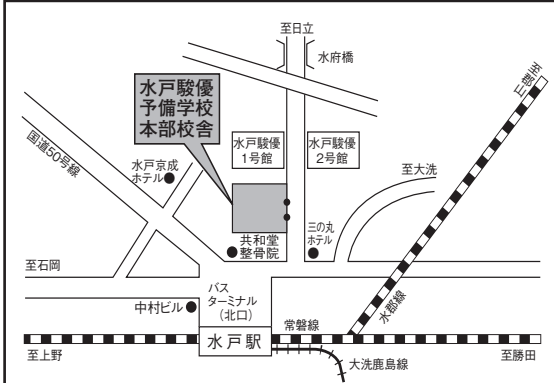 至日立
水府橋
水戸駿優
予備学校
本部校舎
至郡山
国道50号線
水戸駿優
1号館
水戸駿優
2号館
水戸京成
ホテル
至大洗
三の丸
ホテル
共和堂
整骨院
至石岡
バス
ターミナル
（北口）
中村ビル
水郡線
常磐線
水戸駅
至上野
至勝田
大洗鹿島線